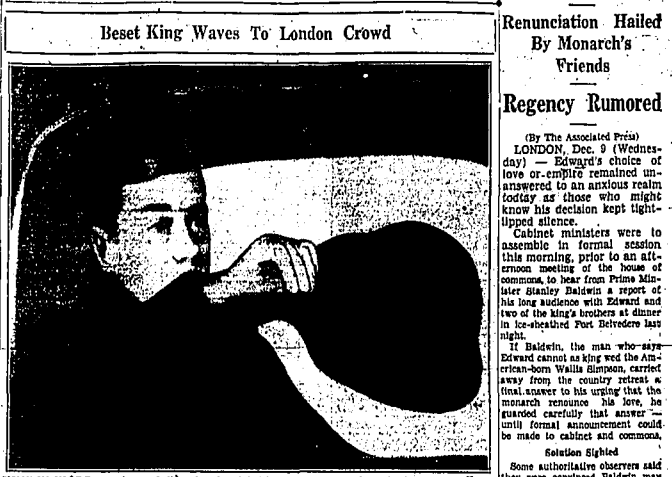 Beset King Waves To London Crowd
Renunciation Hailed
By Monarch's
Friends
Regency Rumored
(By The Associated Press)
LONDON, Dec. 9 (Wednes-
day) — Edward's choice of
love or empire remained un-
answered to an anxious realm
today as those who might
know his decision kept tight-
lipped silence.
Cabinet ministers were to
assemble in formal session
this morning, prior to an aft-
ernoon meeting of the house of
commons, to hear from Prime Min-
ister Stanley Baldwin a report of
his long audience with Edward and
two of the king's brothers at dinner
in ice-sheathed Fort Belvedere last
night.
If Baldwin, the man who says
Edward cannot as king wed the Am-
erican-born Wallis Simpson, carried
away from the country retreat a
final answer to his urging that the
monarch renounce his love, he
guarded carefully that answer —
until formal announcement could
be made to cabinet and commons,
Solution Sighted
Some authoritative observers said
they were convinced Baldwin may